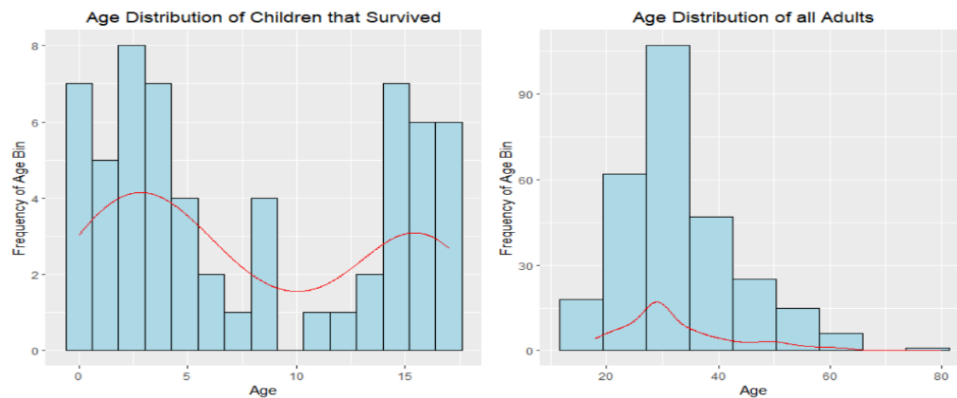 Age Distribution of Children that Survived
Frequency of Age Bin
8
6
4
2
0
0 5 10 15
Age
Age Distribution of all Adults
Frequency of Age Bin
90
60
30
0
20 40 60 80
Age